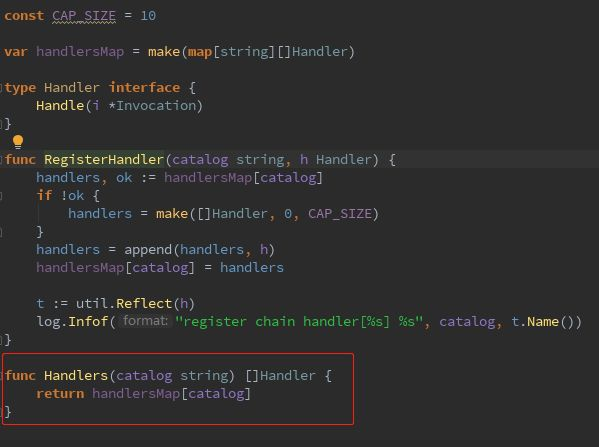 const CAP_SIZE = 10
var handlersMap = make(map[string][]Handler)
type Handler interface {
Handle(i *Invocation)
}
func RegisterHandler(catalog string, h Handler) {
handlers, ok := handlersMap[catalog]
if !ok {
handlers = make([]Handler, 0, CAP_SIZE)
}
handlers = append(handlers, h)
handlersMap[catalog] = handlers
t := util.Reflect(h)
log.Infof( format: "register chain handler[%s] %s", catalog, t.Name())
}
func Handlers(catalog string) []Handler {
return handlersMap[catalog]
}